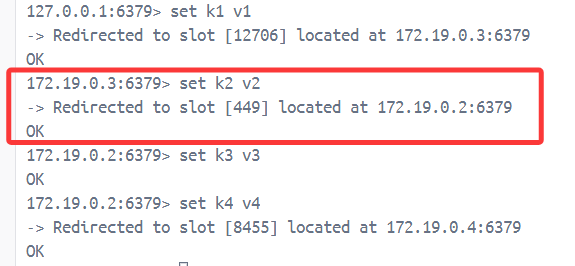 127.0.0.1:6379> set k1 v1
-> Redirected to slot [12706] located at 172.19.0.3:6379
OK
172.19.0.3:6379> set k2 v2
-> Redirected to slot [449] located at 172.19.0.2:6379
OK
172.19.0.2:6379> set k3 v3
OK
172.19.0.2:6379> set k4 v4
-> Redirected to slot [8455] located at 172.19.0.4:6379
OK